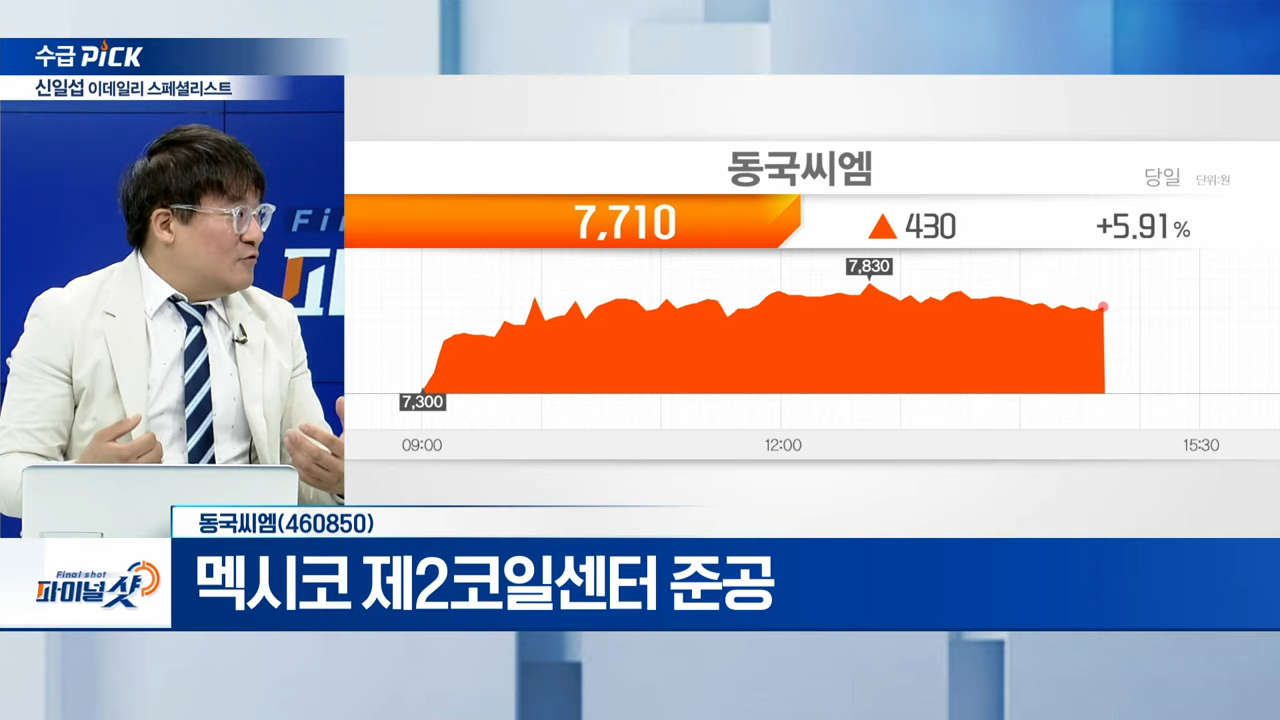 수급 PiCK
신일섭 이데일리 스페셜리스트
Fin
파
동국씨엠
당일 단위:원
7,710 ▲ 430 +5.91%
7,830
7,300
09:00 12:00 15:30
동국씨엠(460850)
Final shot
파이널샷
멕시코 제2코일센터 준공